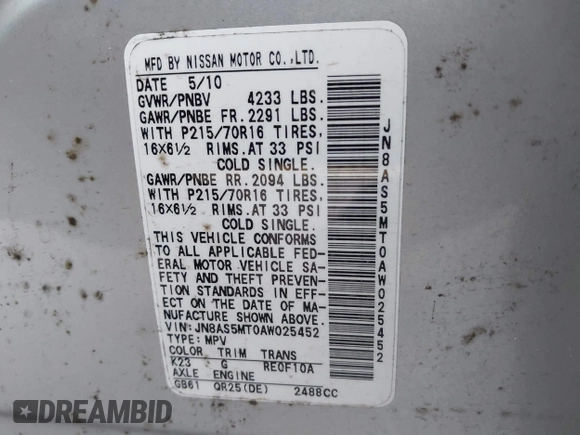 MFD BY NISSAN MOTOR CO.,LTD.
DATE 5/10
GVWR/PNBV 4233 LBS.
GAWR/PNBE FR. 2291 LBS.
WITH P215/70R16 TIRES,
16X6½ RIMS. AT 33 PSI
COLD SINGLE.
GAWR/PNBE RR. 2094 LBS.
WITH P215/70R16 TIRES,
16X6½ RIMS. AT 33 PSI
COLD SINGLE.
THIS VEHICLE CONFORMS
TO ALL APPLICABLE FED-
ERAL MOTOR VEHICLE SA-
FETY AND THEFT PREVEN-
TION STANDARDS IN EFF-
ECT ON THE DATE OF MA-
NUFACTURE SHOWN ABOVE.
VIN: JN8AS5MT0AW025452
TYPE: MPV
COLOR TRIM TRANS
K23 G RE0F10A
AXLE ENGINE
GB61 QR25(DE) 2488CC
JN8AS5MT0AW025452
DREAMBID